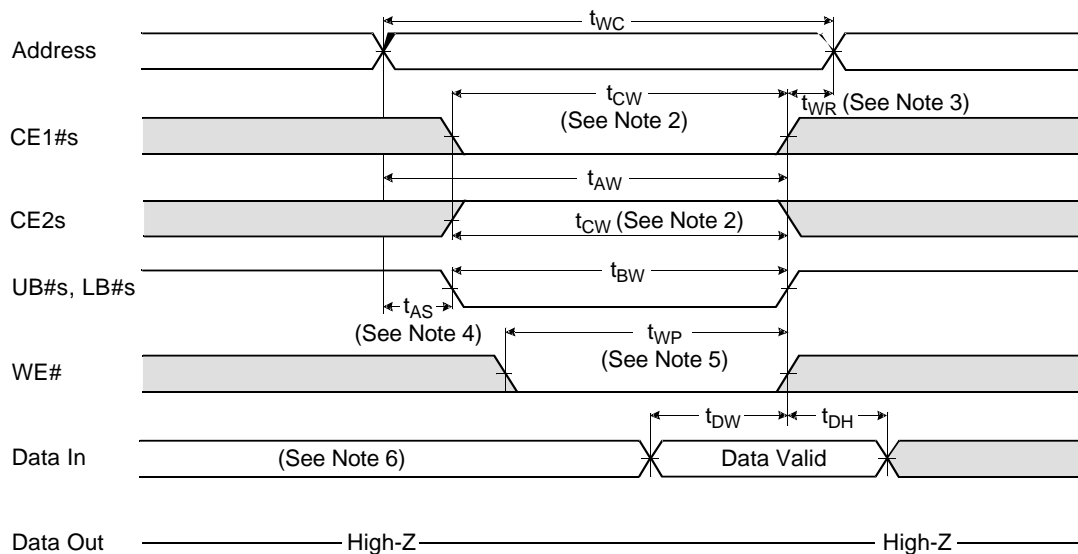 tWC
Address
tCW
(See Note 2)
tWR (See Note 3)
CE1#s
tAW
CE2s
tCW (See Note 2)
UB#s, LB#s
tBW
tAS
(See Note 4)
tWP
(See Note 5)
WE#
tDW
tDH
Data In
(See Note 6)
Data Valid
Data Out
High-Z
High-Z